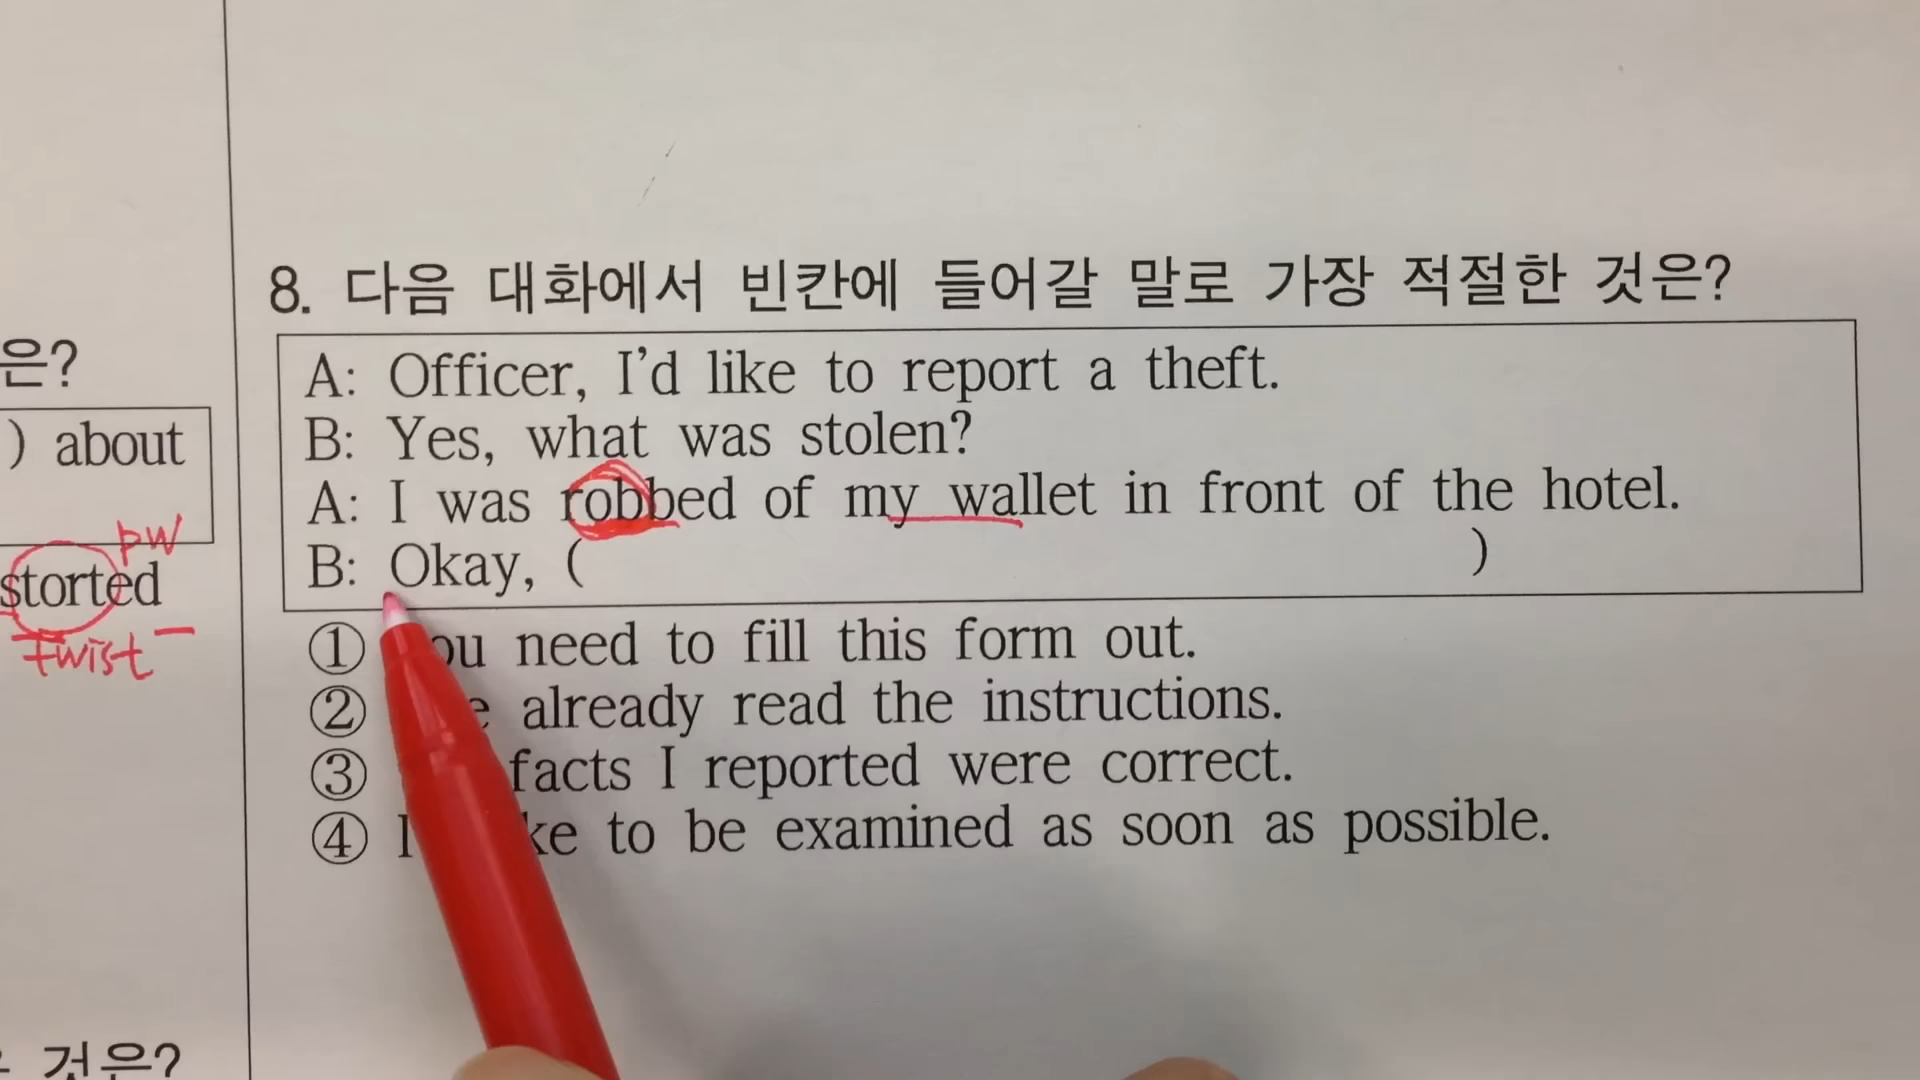 은?
) about
pw
storted
twist
것은?
8. 다음 대화에서 빈칸에 들어갈 말로 가장 적절한 것은?
A: Officer, I'd like to report a theft.
B: Yes, what was stolen?
A: I was robbed of my wallet in front of the hotel.
B: Okay, ( )
① need to fill this form out.
② already read the instructions.
③ facts I reported were correct.
④ to be examined as soon as possible.